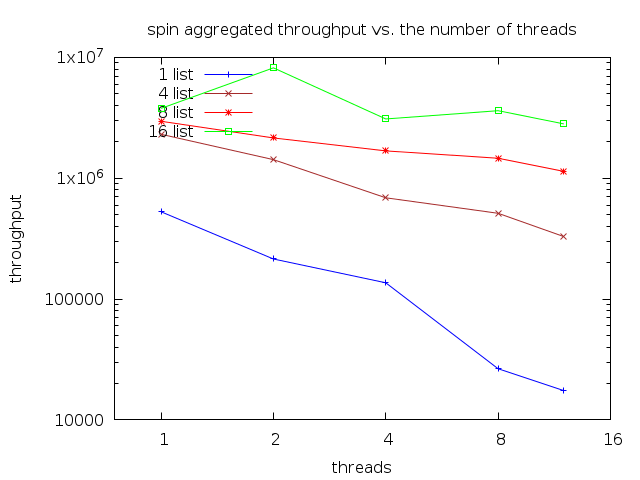 spin aggregated throughput vs. the number of threads
1x10^7
1x10^6
100000
10000
throughput
1 list
4 list
8 list
16 list
1 2 4 8 16
threads